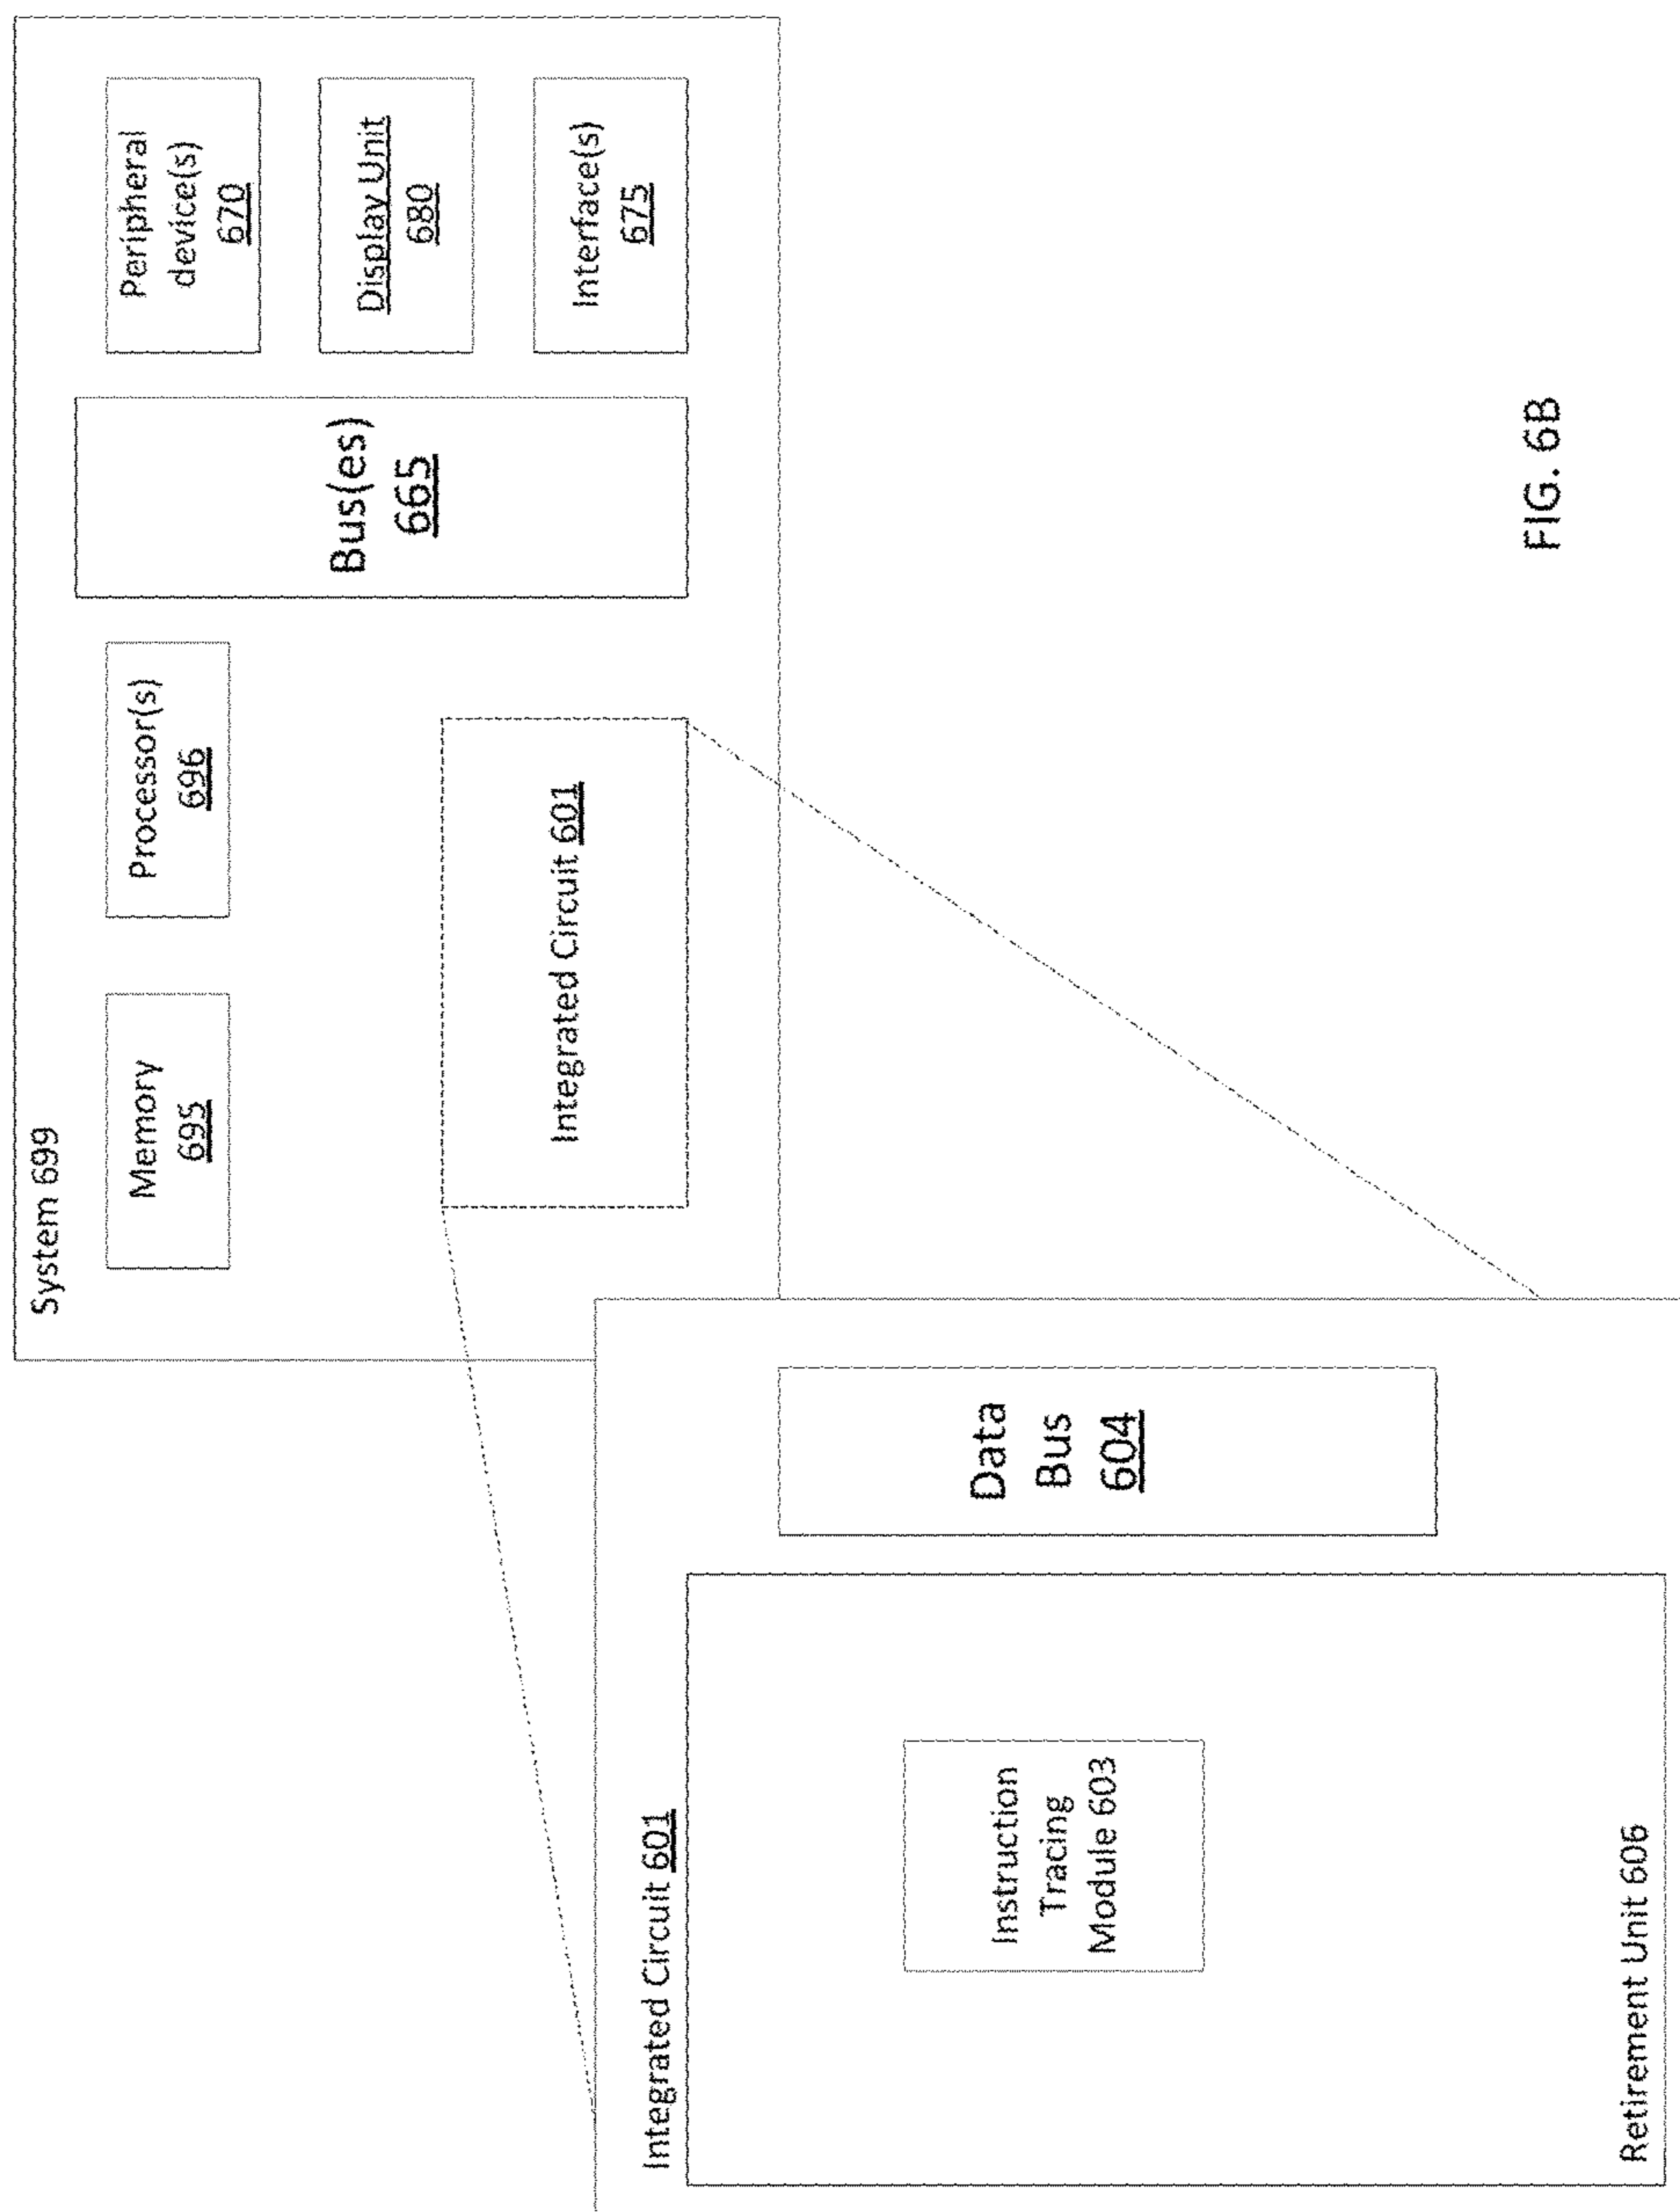 System 699
Memory
695
Processor(s)
696
Integrated Circuit 601
Bus(es)
665
Peripheral
device(s)
670
Display Unit
680
Interface(s)
675
Integrated Circuit 601
Instruction
Tracing
Module 603
Retirement Unit 606
Data
Bus
604
FIG. 6B